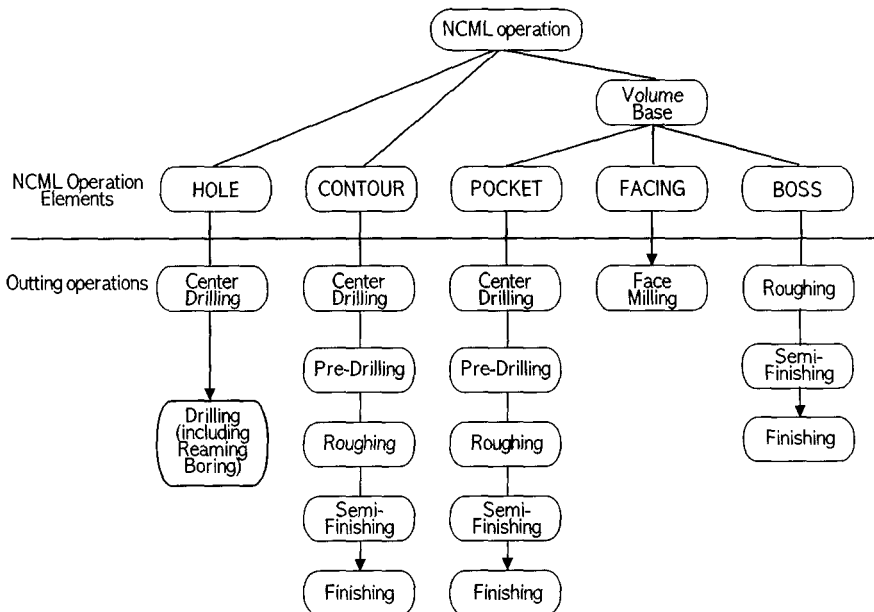 NCML operation
Volume
Base
NCML Operation
Elements
HOLE
CONTOUR
POCKET
FACING
BOSS
Outting operations
Center
Drilling
Center
Drilling
Center
Drilling
Face
Milling
Roughing
Pre-Drilling
Pre-Drilling
Semi-
Finishing
Drilling
(including
Reaming
Boring)
Roughing
Roughing
Finishing
Semi-
Finishing
Semi-
Finishing
Finishing
Finishing